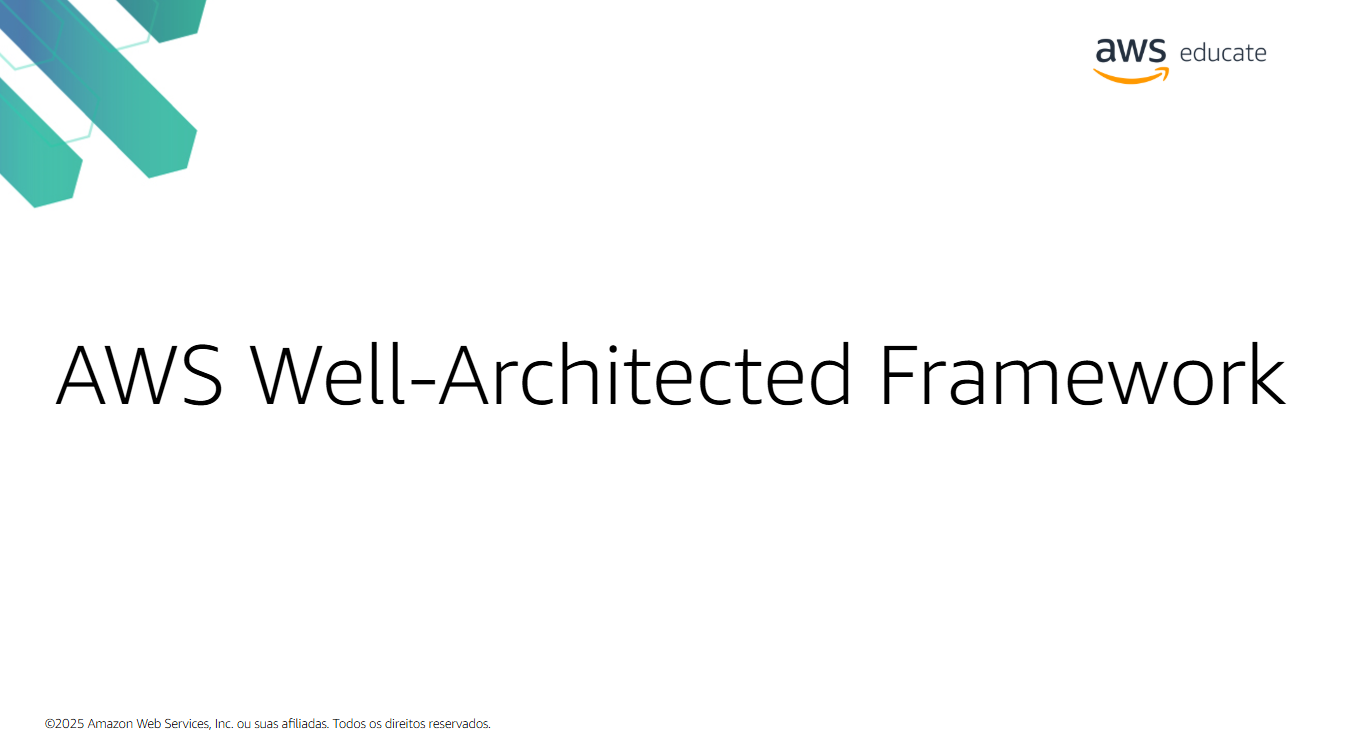 aws educate
AWS Well-Architected Framework
©2025 Amazon Web Services, Inc. ou suas afiliadas. Todos os direitos reservados.